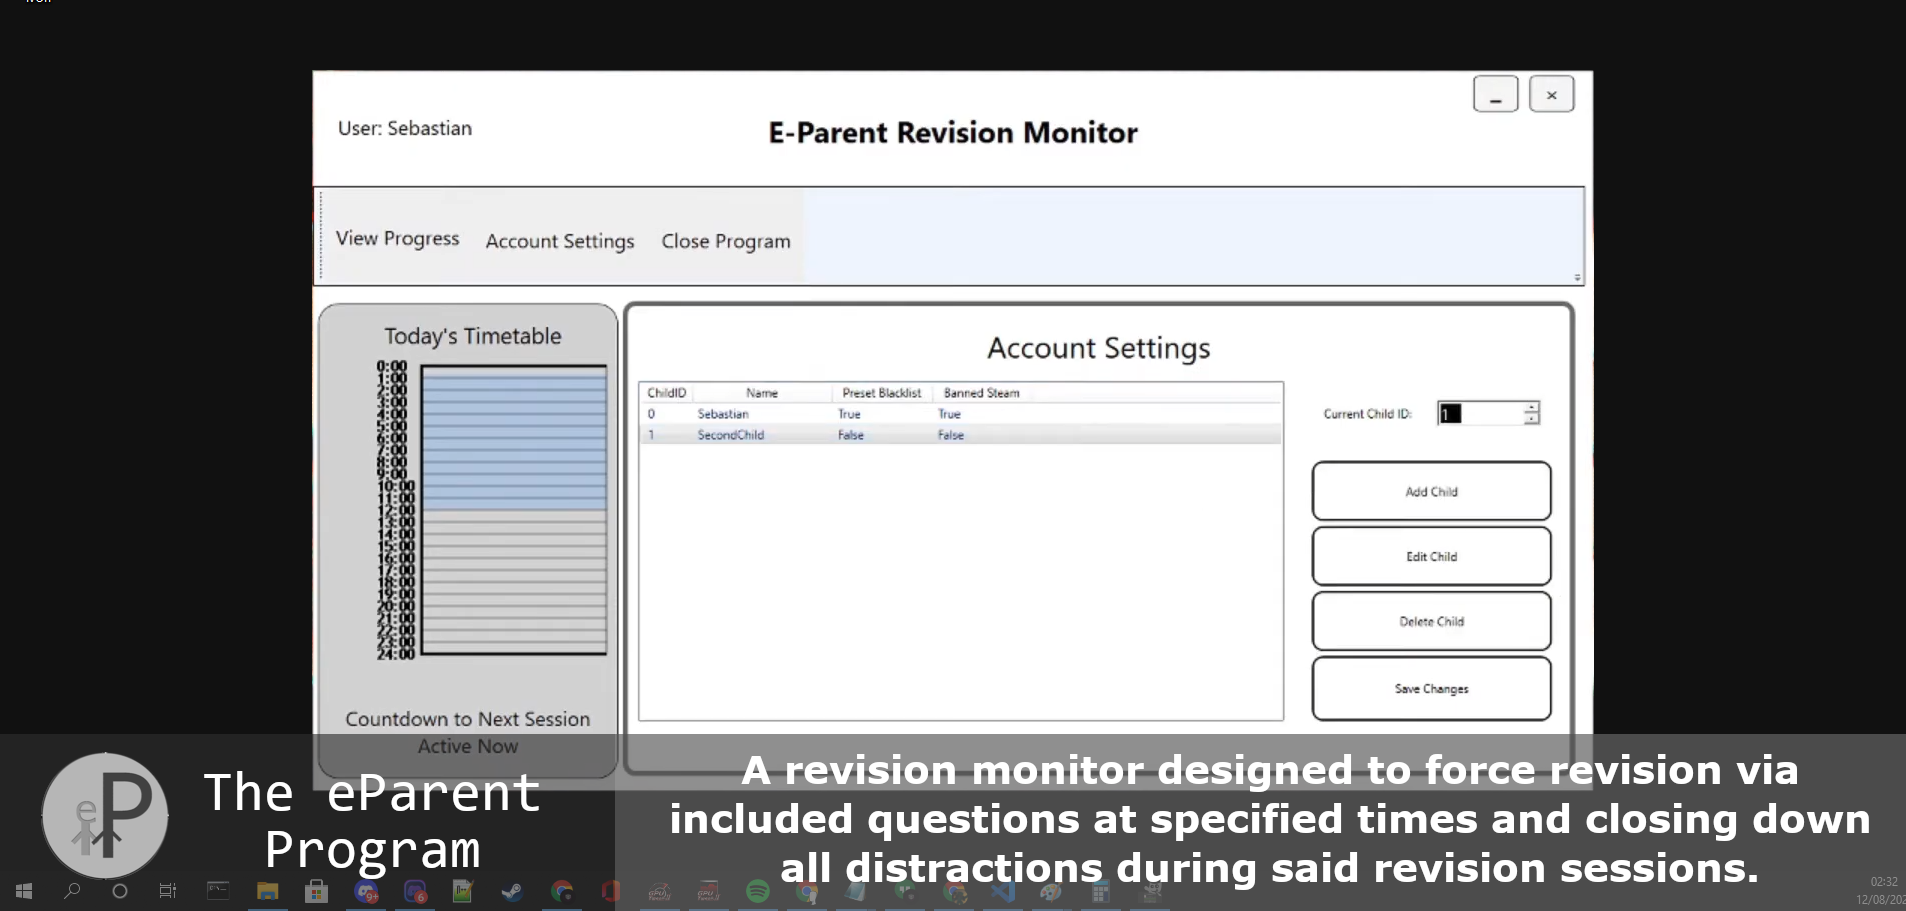 User: Sebastian
E-Parent Revision Monitor
View Progress
Account Settings
Close Program
Today's Timetable
0:00
1:00
2:00
3:00
4:00
5:00
6:00
7:00
8:00
9:00
10:00
11:00
12:00
13:00
14:00
15:00
16:00
17:00
18:00
19:00
20:00
21:00
22:00
23:00
24:00
Countdown to Next Session
Active Now
Account Settings
ChildID Name Preset Blacklist Banned Steam
0 Sebastian True True
1 SecondChild False False
Current Child ID: 1
Add Child
Edit Child
Delete Child
Save Changes
eP
The eParent
Program
A revision monitor designed to force revision via
included questions at specified times and closing down
all distractions during said revision sessions.
9+
6
02:32